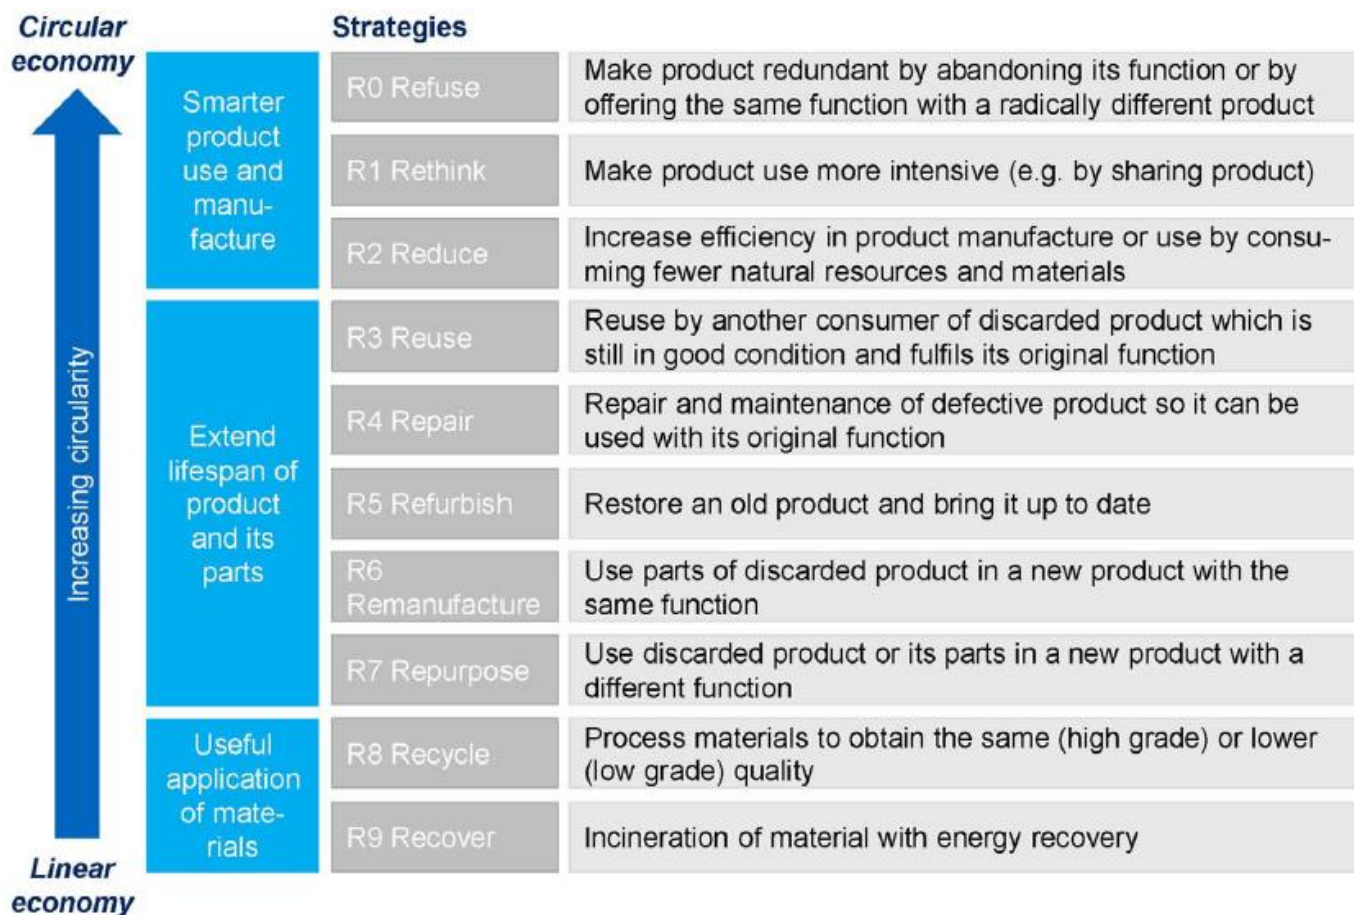 Circular
economy
Strategies
Smarter
product
use and
manu-
facture
R0 Refuse
Make product redundant by abandoning its function or by
offering the same function with a radically different product
R1 Rethink
Make product use more intensive (e.g. by sharing product)
R2 Reduce
Increase efficiency in product manufacture or use by consu-
ming fewer natural resources and materials
Increasing circularity
Extend
lifespan of
product
and its
parts
R3 Reuse
Reuse by another consumer of discarded product which is
still in good condition and fulfils its original function
R4 Repair
Repair and maintenance of defective product so it can be
used with its original function
R5 Refurbish
Restore an old product and bring it up to date
R6
Remanufacture
Use parts of discarded product in a new product with the
same function
R7 Repurpose
Use discarded product or its parts in a new product with a
different function
Useful
application
of mate-
rials
R8 Recycle
Process materials to obtain the same (high grade) or lower
(low grade) quality
R9 Recover
Incineration of material with energy recovery
Linear
economy